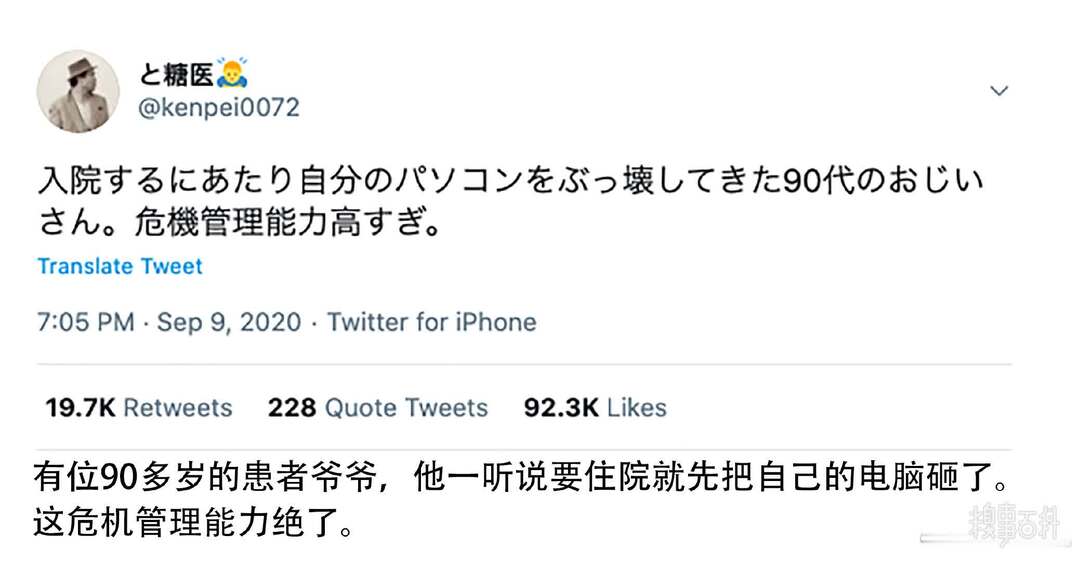 と糖医🙇
@kenpei0072
入院するにあたり自分のパソコンをぶっ壊してきた90代のおじい
さん。危機管理能力高すぎ。
Translate Tweet
7:05 PM · Sep 9, 2020 · Twitter for iPhone
19.7K Retweets 228 Quote Tweets 92.3K Likes
有位90多岁的患者爷爷，他一听说要住院就先把自己的电脑砸了。
这危机管理能力绝了。
糗事百科